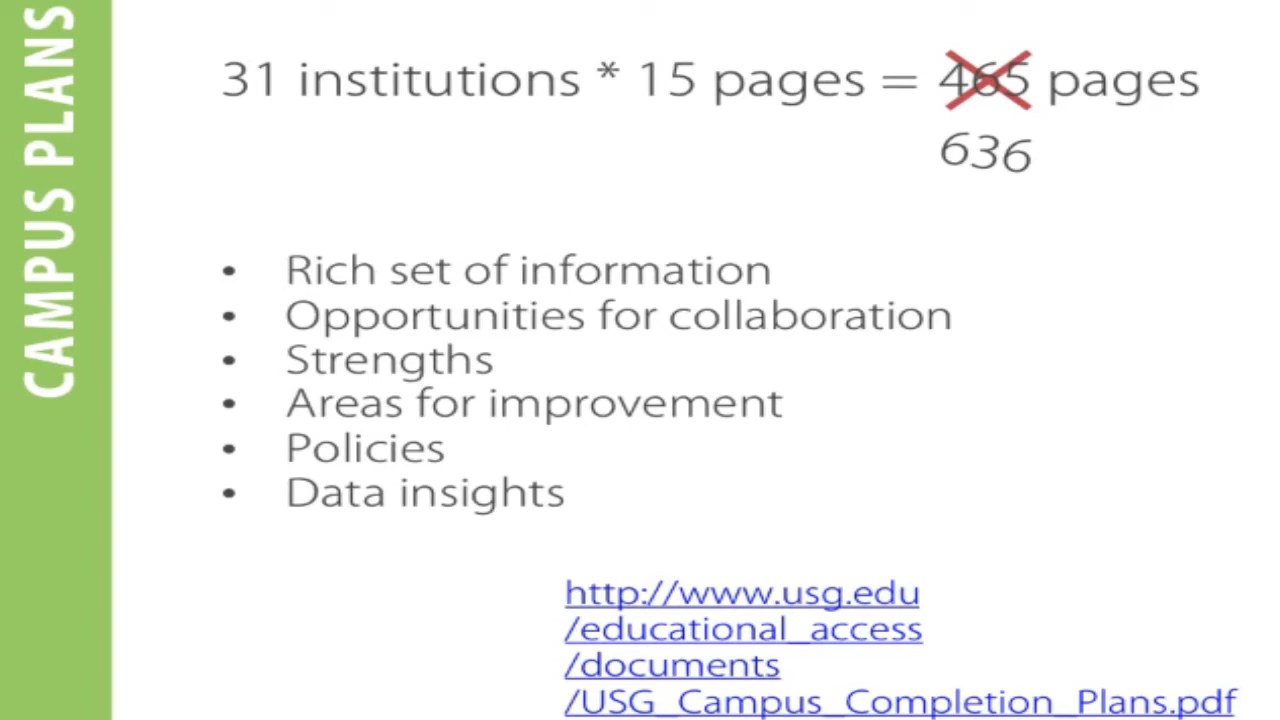 CAMPUS PLANS
31 institutions * 15 pages = 465 pages
636
• Rich set of information
• Opportunities for collaboration
• Strengths
• Areas for improvement
• Policies
• Data insights
http://www.usg.edu
/educational_access
/documents
/USG_Campus_Completion_Plans.pdf